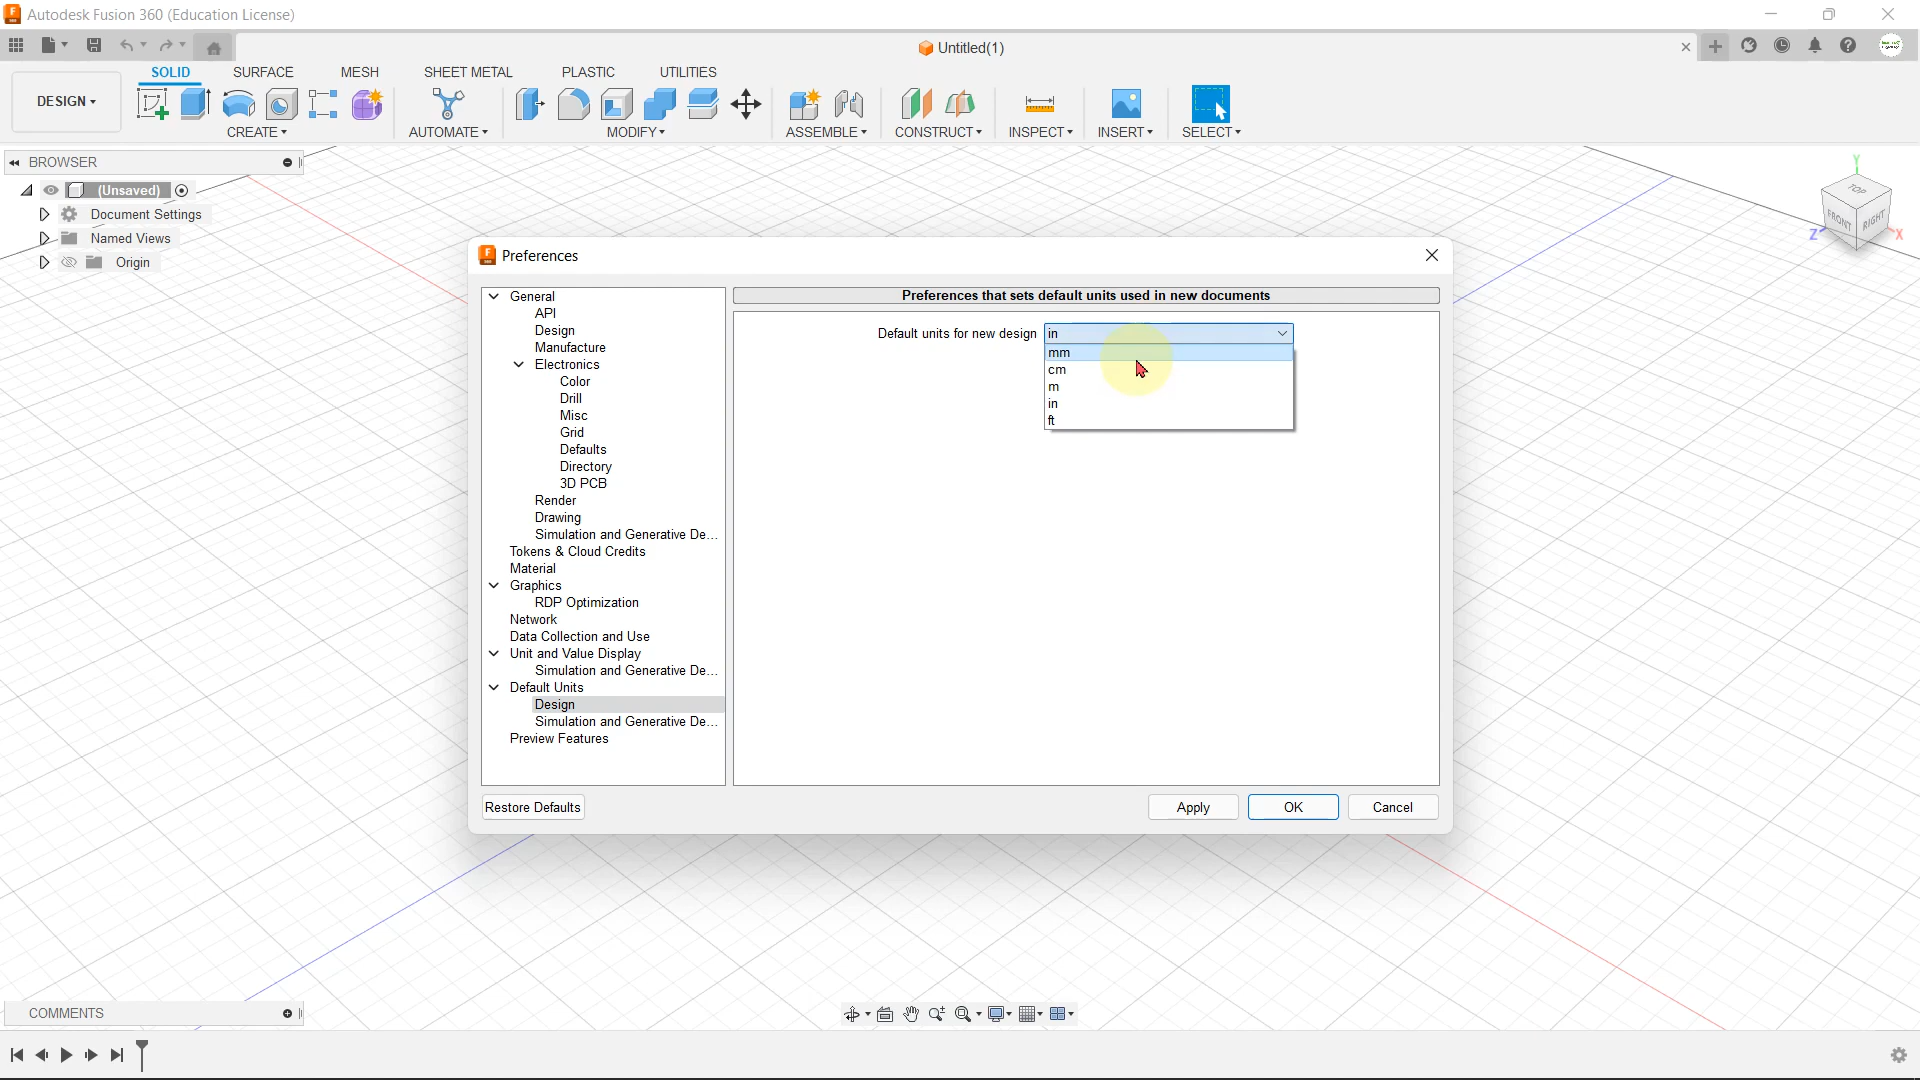 Autodesk Fusion 360 (Education License)
Untitled(1)
SOLID SURFACE MESH SHEET METAL PLASTIC UTILITIES
DESIGN
CREATE AUTOMATE MODIFY ASSEMBLE CONSTRUCT INSPECT INSERT SELECT
BROWSER
(Unsaved)
Document Settings
Named Views
Origin
Y
TOP
FRONT RIGHT
Z X
Preferences
General
API
Design
Manufacture
Electronics
Color
Drill
Misc
Grid
Defaults
Directory
3D PCB
Render
Drawing
Simulation and Generative De...
Tokens & Cloud Credits
Material
Graphics
RDP Optimization
Network
Data Collection and Use
Unit and Value Display
Simulation and Generative De...
Default Units
Design
Simulation and Generative De...
Preview Features
Preferences that sets default units used in new documents
Default units for new design in
mm
cm
m
in
ft
Restore Defaults Apply OK Cancel
COMMENTS